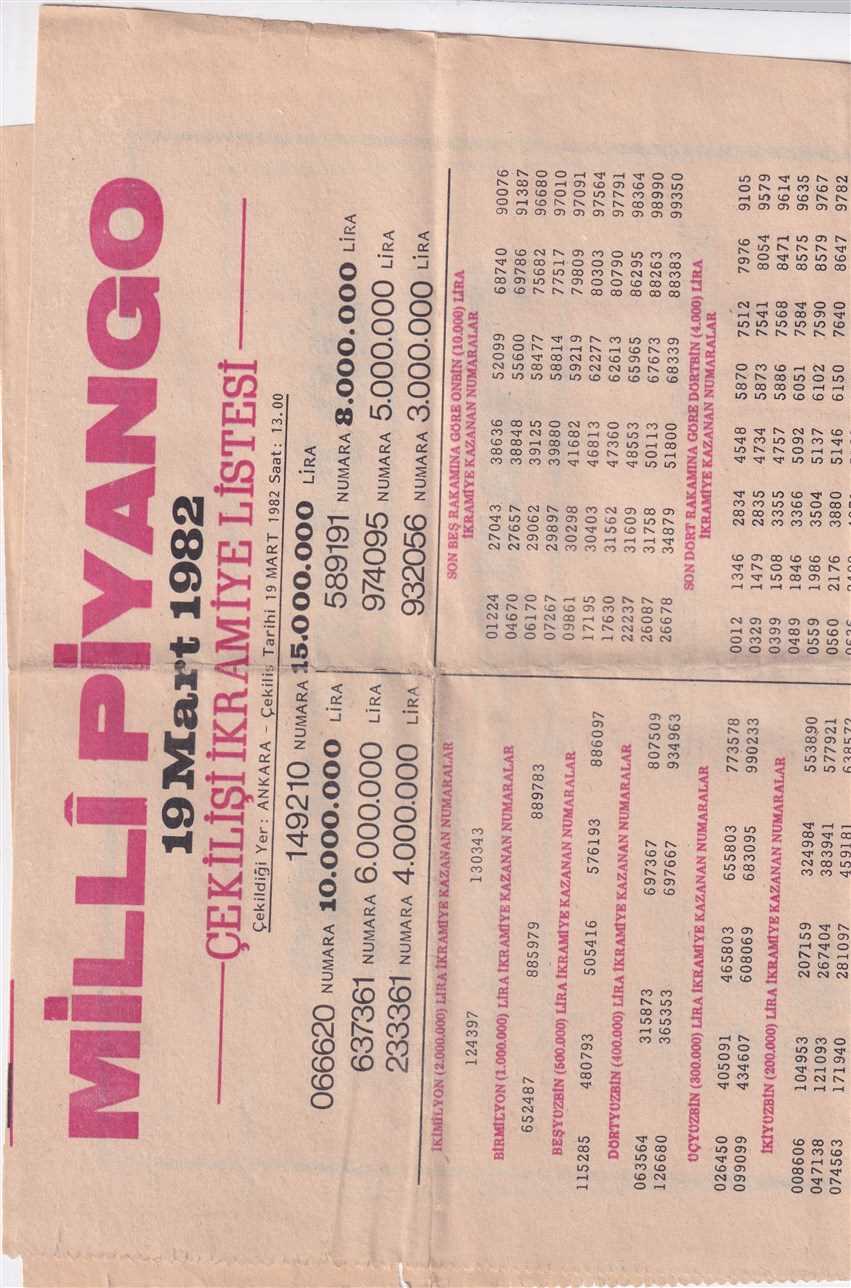 MİLLÎ PİYANGO
19 Mart 1982
ÇEKİLİŞİ İKRAMİYE LİSTESİ
Çekildiği Yer: ANKARA - Çekiliş Tarihi 19 MART 1982 Saat: 13.00
149210 NUMARA 15.000.000 LİRA
066620 NUMARA 10.000.000 LİRA 589191 NUMARA 8.000.000 LİRA
637361 NUMARA 6.000.000 LİRA 974095 NUMARA 5.000.000 LİRA
233361 NUMARA 4.000.000 LİRA 932056 NUMARA 3.000.000 LİRA
İKİMİLYON (2.000.000) LİRA İKRAMİYE KAZANAN NUMARALAR
124397 130343
BİRMİLYON (1.000.000) LİRA İKRAMİYE KAZANAN NUMARALAR
652487 885979 889783
BEŞYÜZBİN (500.000) LİRA İKRAMİYE KAZANAN NUMARALAR
115285 480793 505416 576193 886097
DÖRTYÜZBİN (400.000) LİRA İKRAMİYE KAZANAN NUMARALAR
063564 315873 697367 807509
126680 365353 697667 934963
ÜÇYÜZBİN (300.000) LİRA İKRAMİYE KAZANAN NUMARALAR
026450 405091 465803 655803 773578
099099 434607 608069 683095 990233
İKİYÜZBİN (200.000) LİRA İKRAMİYE KAZANAN NUMARALAR
008606 104953 207159 324984 553890
047138 121093 267404 383941 577921
074563 171940 281097 459181 638572
SON BEŞ RAKAMINA GÖRE ONBİN (10.000) LİRA
İKRAMİYE KAZANAN NUMARALAR
01224 27043 38636 52099 68740 90076
04670 27657 38848 55600 69786 91387
06170 29062 39125 58477 75682 96680
07267 29897 39880 58814 77517 97010
09861 30298 41682 59219 79809 97091
17195 30403 46813 62277 80303 97564
17630 31562 47360 62613 80790 97791
22237 31609 48553 65965 86295 98364
26087 31758 50113 67673 88263 98990
26678 34879 51800 68339 88383 99350
SON DÖRT RAKAMINA GÖRE DÖRTBİN (4.000) LİRA
İKRAMİYE KAZANAN NUMARALAR
0012 1346 2834 4548 5870 7512 7976 9105
0329 1479 2835 4734 5873 7541 8054 9579
0399 1508 3355 4757 5886 7568 8471 9614
0489 1846 3366 5092 6051 7584 8575 9635
0559 1986 3504 5137 6102 7590 8579 9767
0560 2176 3880 5146 6150 7640 8647 9782